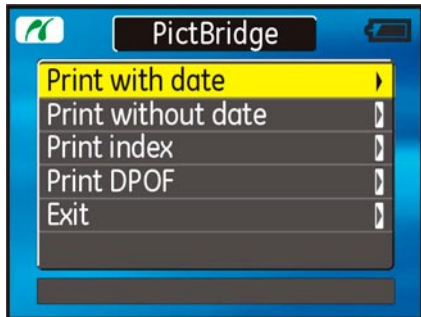 PictBridge
Print with date
Print without date
Print index
Print DPOF
Exit